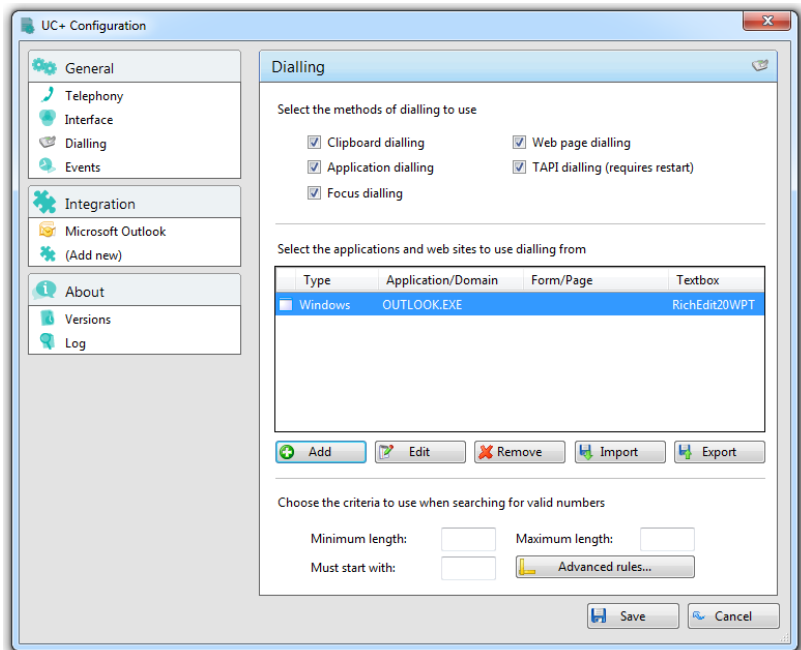 UC+ Configuration
General
Telephony
Interface
Dialling
Events
Integration
Microsoft Outlook
(Add new)
About
Versions
Log
Dialling
Select the methods of dialling to use
Clipboard dialling Web page dialling
Application dialling TAPI dialling (requires restart)
Focus dialling
Select the applications and web sites to use dialling from
Type Application/Domain Form/Page Textbox
Windows OUTLOOK.EXE RichEdit20WPT
Add Edit Remove Import Export
Choose the criteria to use when searching for valid numbers
Minimum length: Maximum length:
Must start with: Advanced rules...
Save Cancel